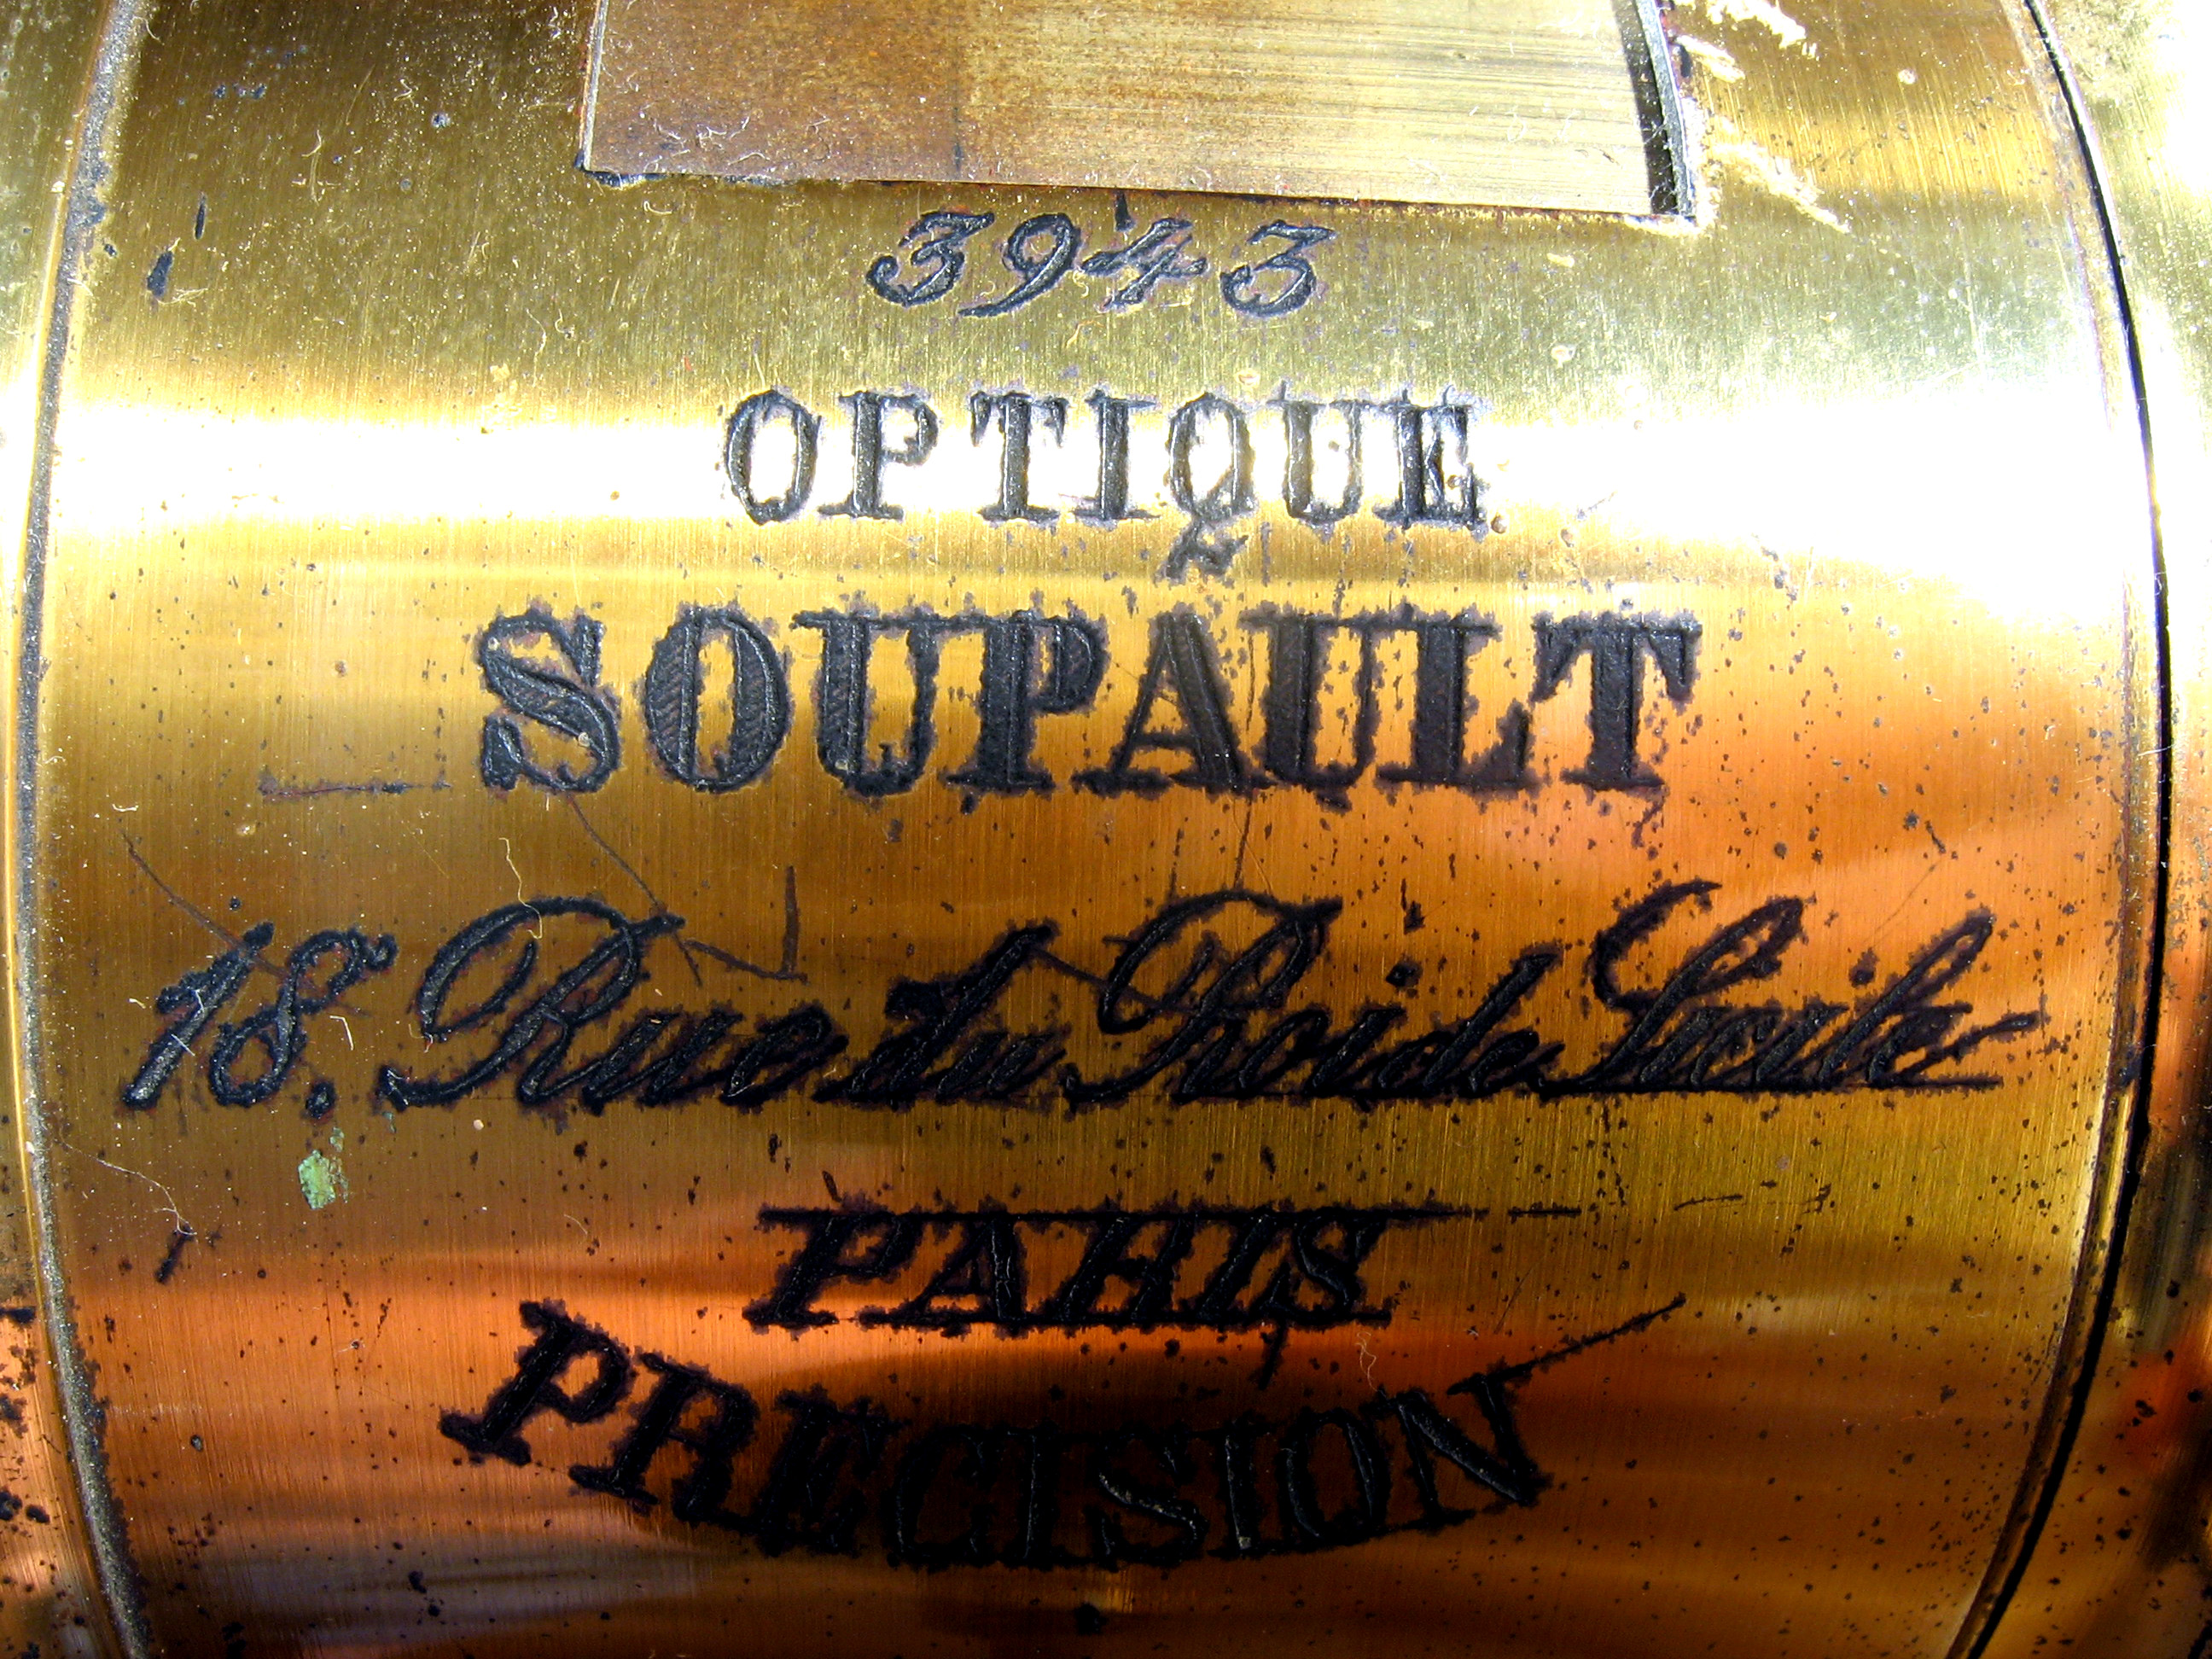 3943
OPTIQUE
SOUPAULT
18. Rue du Roi de Sicile
PARIS
PRECISION